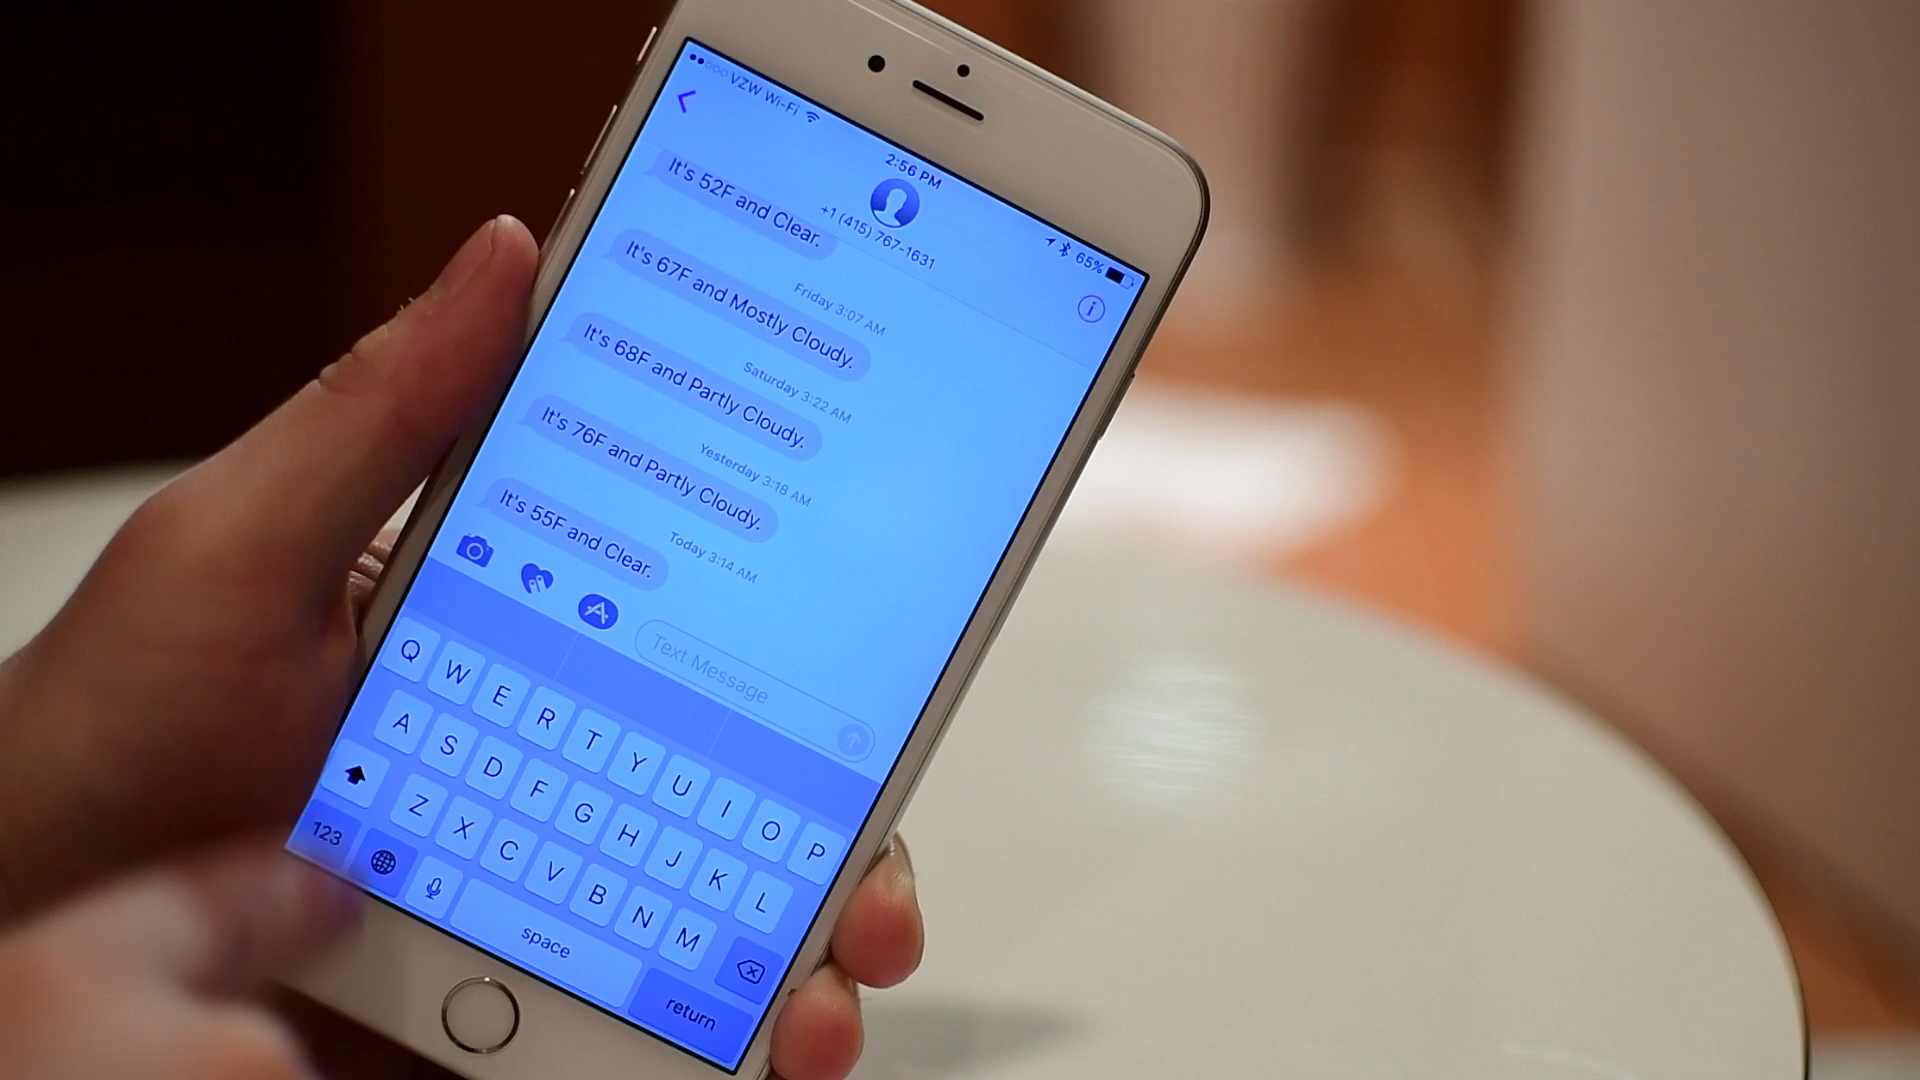 VZW Wi-Fi
2:56 PM
65%
+1 (415) 767-1631
It's 52F and Clear.
Friday 3:07 AM
It's 67F and Mostly Cloudy.
Saturday 3:22 AM
It's 68F and Partly Cloudy.
Yesterday 3:18 AM
It's 76F and Partly Cloudy.
Today 3:14 AM
It's 55F and Clear.
Text Message
Q W E R T Y U I O P
A S D F G H J K L
Z X C V B N M
123 space return